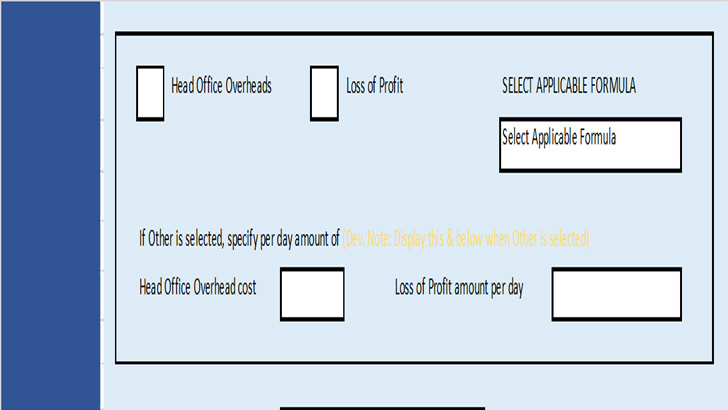 Head Office Overheads Loss of Profit SELECT APPLICABLE FORMULA
Select Applicable Formula
If Other is selected, specify per day amount of (Dev. Note: Display this & below when Other is selected)
Head Office Overhead cost Loss of Profit amount per day